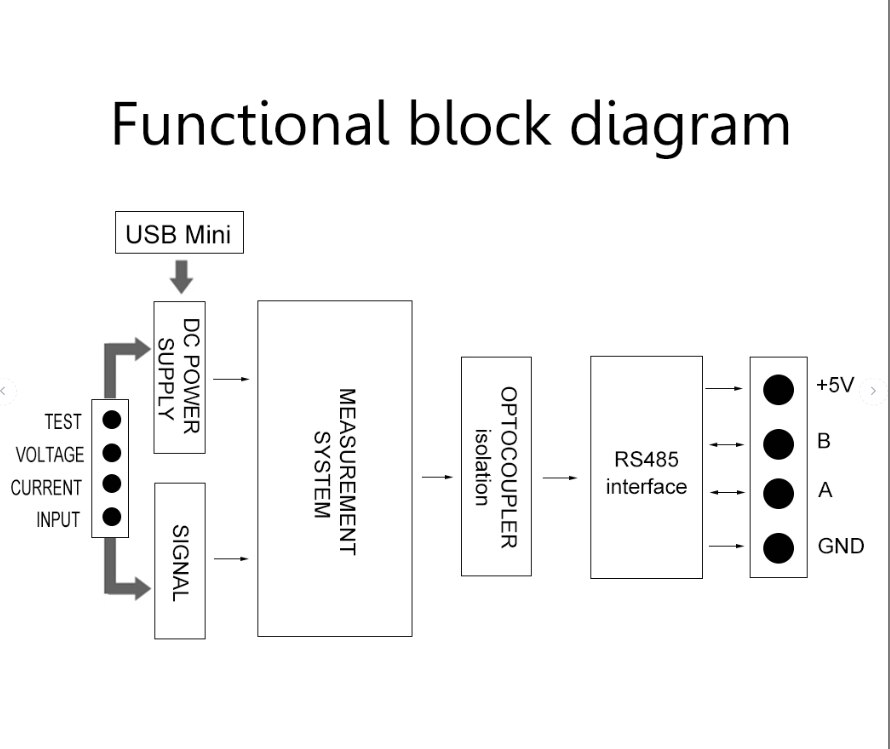 Functional block diagram
USB Mini
DC POWER
SUPPLY
TEST
VOLTAGE
CURRENT
INPUT
SIGNAL
MEASUREMENT
SYSTEM
OPTOCOUPLER
isolation
RS485
interface
+5V
B
A
GND